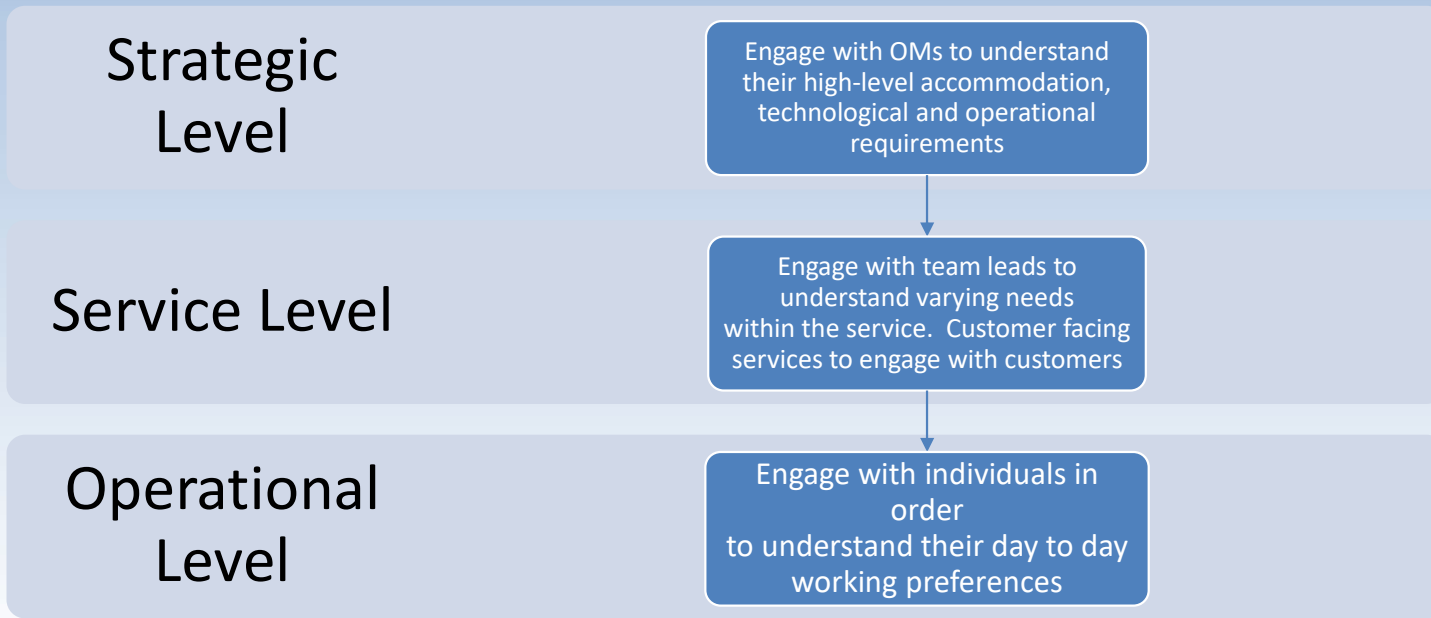 Strategic
Level
Engage with OMs to understand
their high-level accommodation,
technological and operational
requirements
Service Level
Engage with team leads to
understand varying needs
within the service.  Customer facing
services to engage with customers
Operational
Level
Engage with individuals in
order
to understand their day to day
working preferences